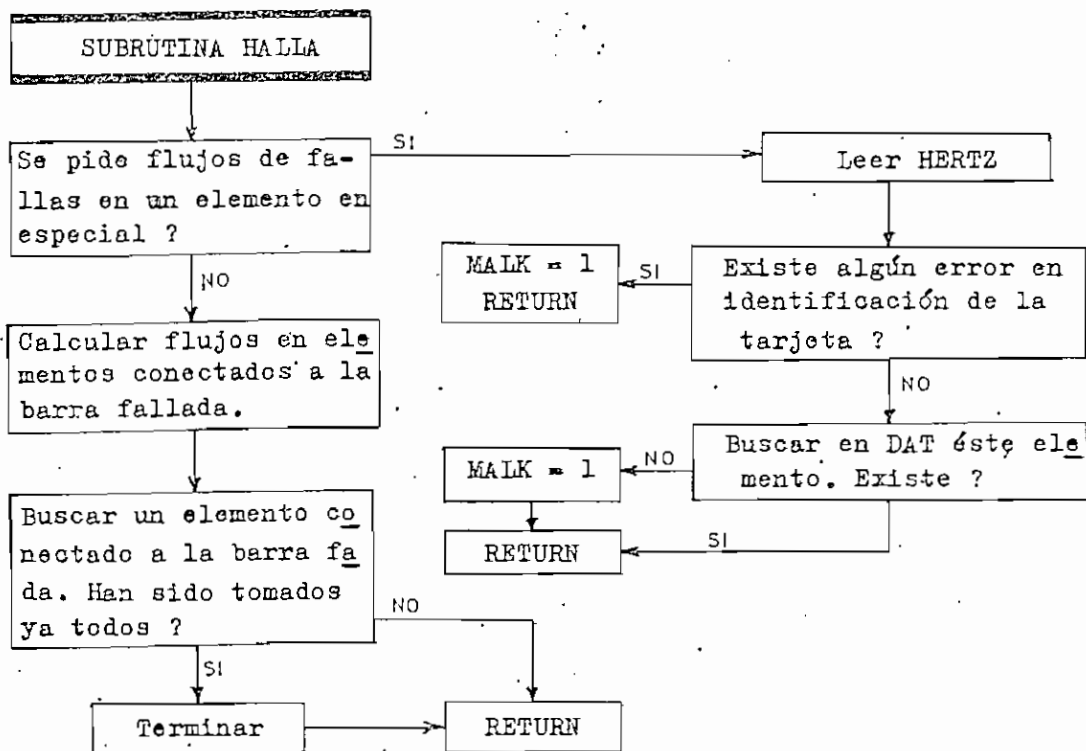 SUBRUTINA HALLA
Se pide flujos de fa-
llas en un elemento en
especial ?
SI
NO
Leer HERTZ
Existe algún error en
identificación de la
tarjeta ?
SI
MALK = 1
RETURN
NO
Buscar en DAT éste ele
mento. Existe ?
NO
MALK = 1
SI
RETURN
Calcular flujos en ele
mentos conectados a la
barra fallada.
Buscar un elemento co
nectado a la barra fa
da. Han sido tomados
ya todos ?
NO
SI
Terminar
RETURN